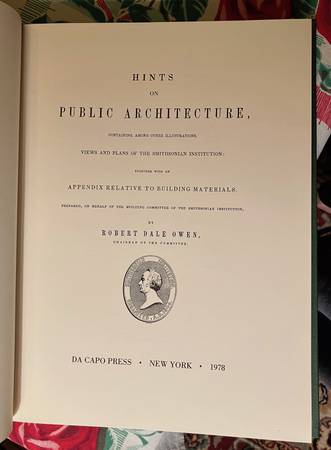 HINTS
ON
PUBLIC ARCHITECTURE,
CONTAINING, AMONG OTHER ILLUSTRATIONS,
VIEWS AND PLANS OF THE SMITHSONIAN INSTITUTION:
TOGETHER WITH AN
APPENDIX RELATIVE TO BUILDING MATERIALS.
PREPARED, ON BEHALF OF THE BUILDING COMMITTEE OF THE SMITHSONIAN INSTITUTION,
BY
ROBERT DALE OWEN,
CHAIRMAN OF THE COMMITTEE.
DA CAPO PRESS • NEW YORK • 1978